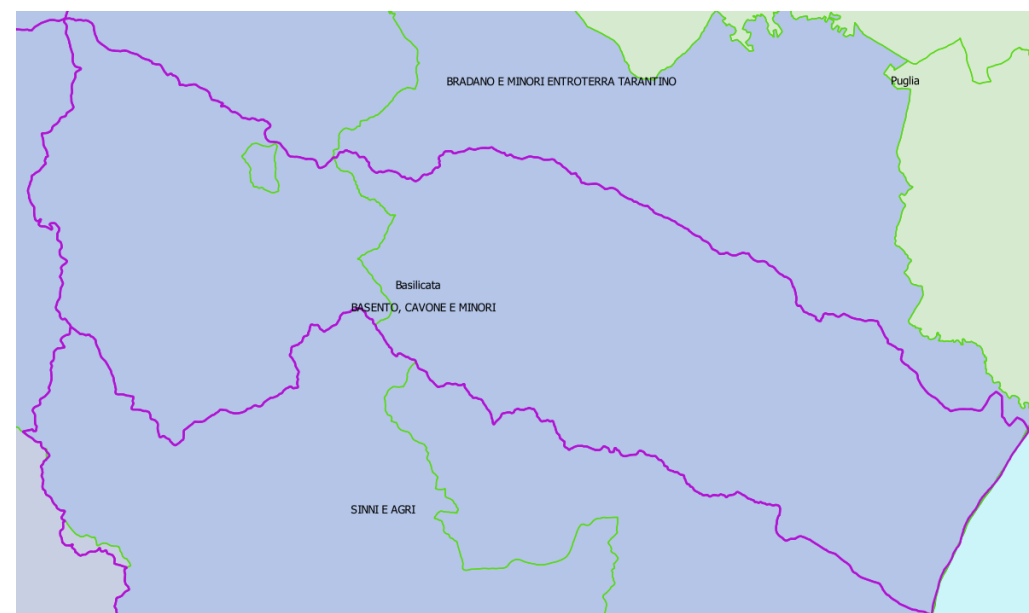 BRADANO E MINORI ENTROTERRA TARANTINO
Puglia
Basilicata
BASENTO, CAVONE E MINORI
SINNI E AGRI